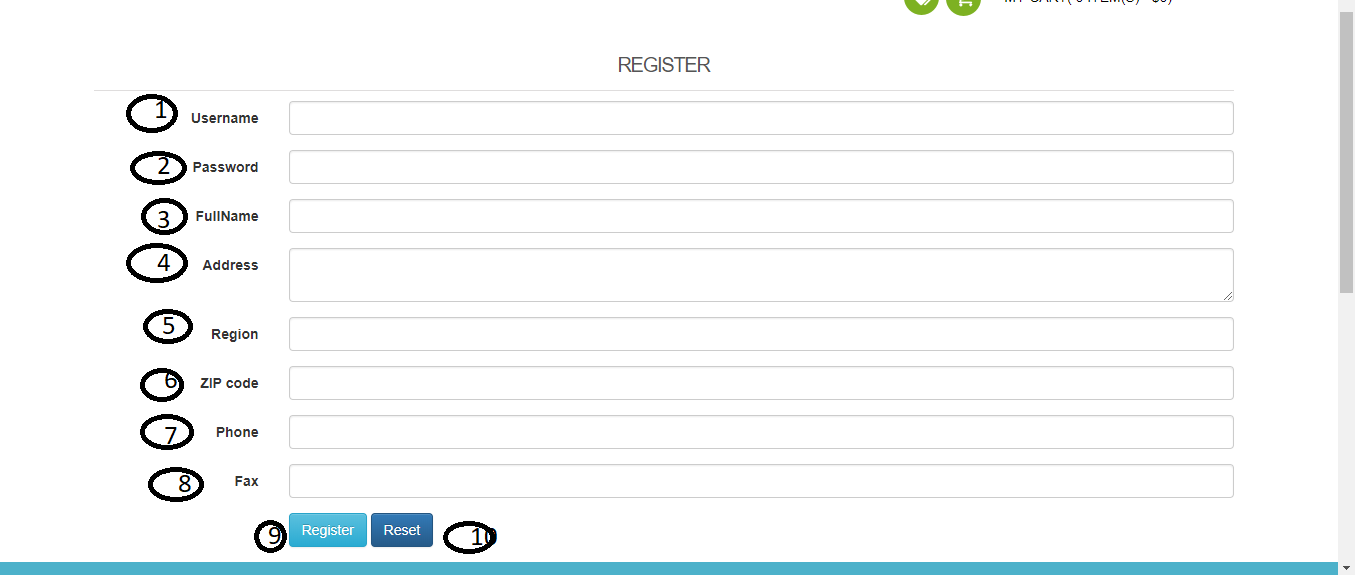 REGISTER
1 Username
2 Password
3 FullName
4 Address
5 Region
6 ZIP code
7 Phone
8 Fax
9 Register Reset 10